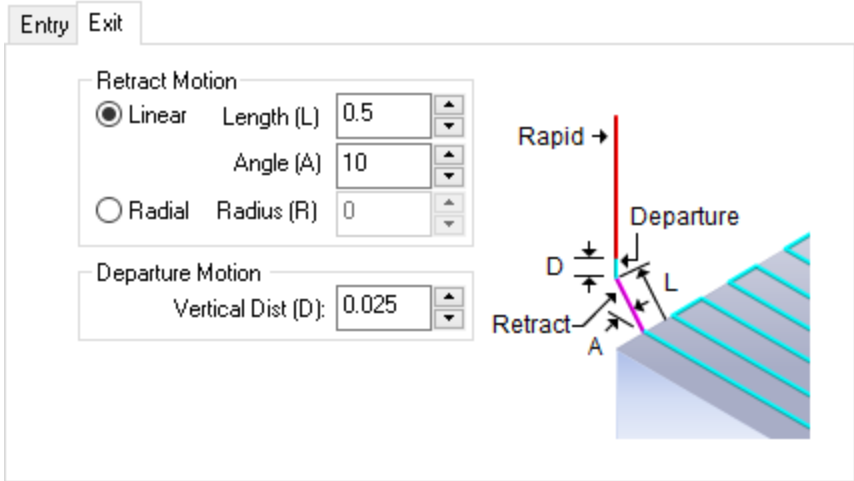 Entry Exit
Retract Motion
Linear Length (L) 0.5
Angle (A) 10
Radial Radius (R) 0
Departure Motion
Vertical Dist (D): 0.025
Rapid
Departure
D
L
Retract
A